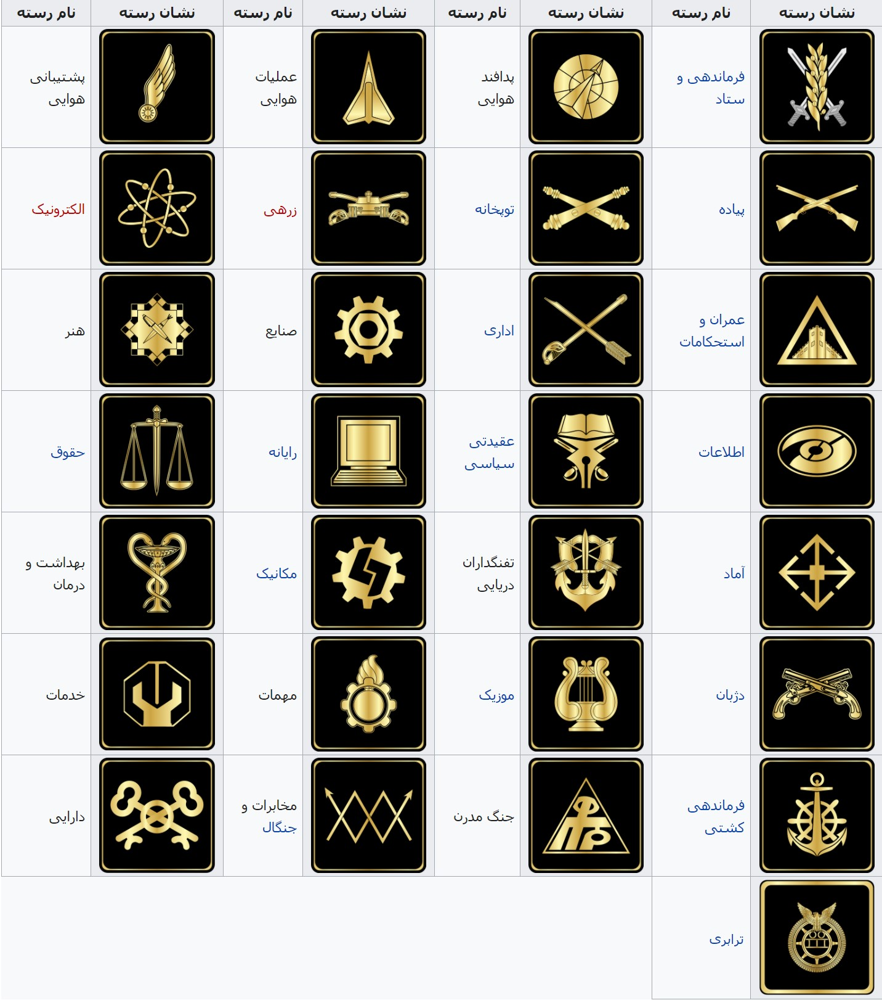 نشان رسته نام رسته نشان رسته نام رسته نشان رسته نام رسته نشان رسته نام رسته
فرماندهی و
ستاد
پدافند
هوایی
عملیات
هوایی
پشتیبانی
هوایی
پیاده
توپخانه
زرهی
الکترونیک
عمران و
استحکامات
اداری
صنایع
هنر
اطلاعات
عقیدتی
سیاسی
رایانه
حقوق
آماد
تفنگداران
دریایی
مکانیک
بهداشت و
درمان
دژبان
موزیک
مهمات
خدمات
فرماندهی
کشتی
جنگ مدرن
مخابرات و
جنگال
دارایی
ترابری